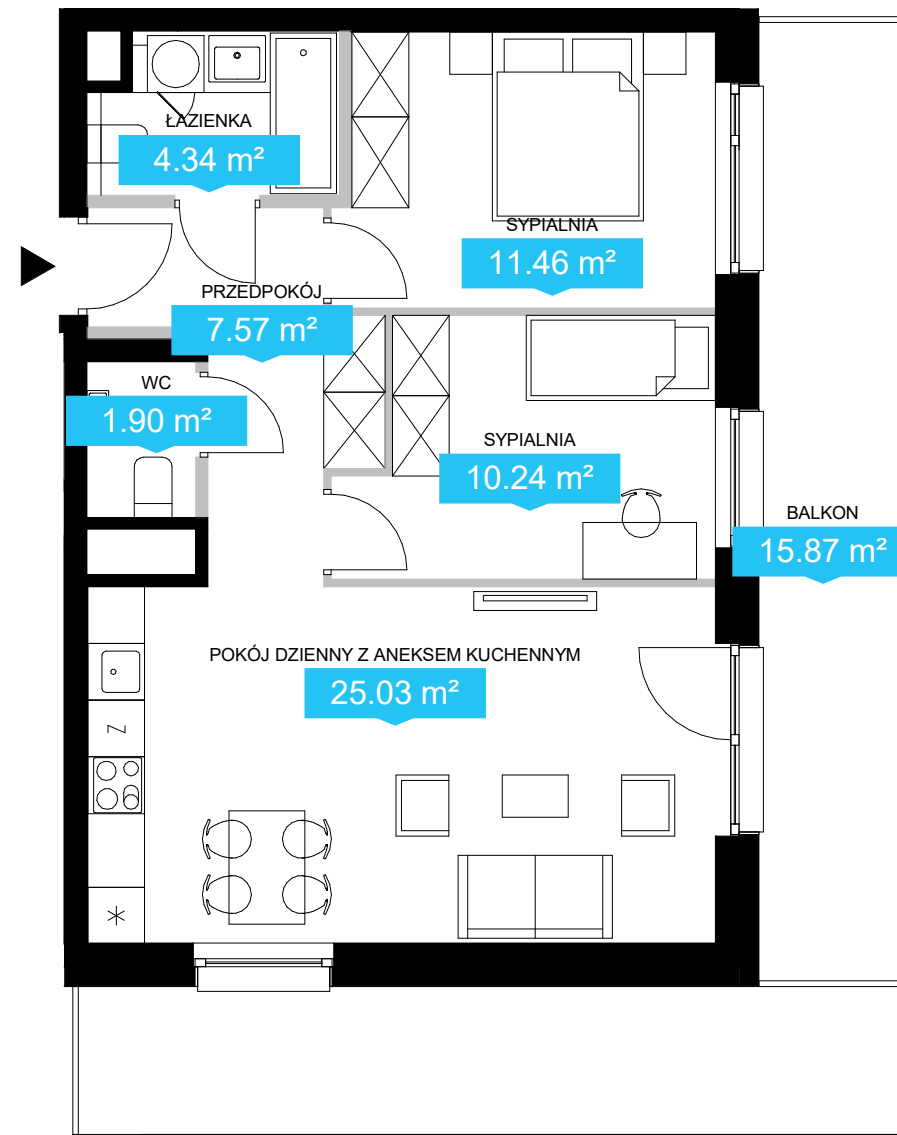 ŁAZIENKA
4.34 m²
SYPIALNIA
11.46 m²
PRZEDPOKÓJ
7.57 m²
WC
1.90 m²
SYPIALNIA
10.24 m²
BALKON
15.87 m²
POKÓJ DZIENNY Z ANEKSEM KUCHENNYM
25.03 m²
Z